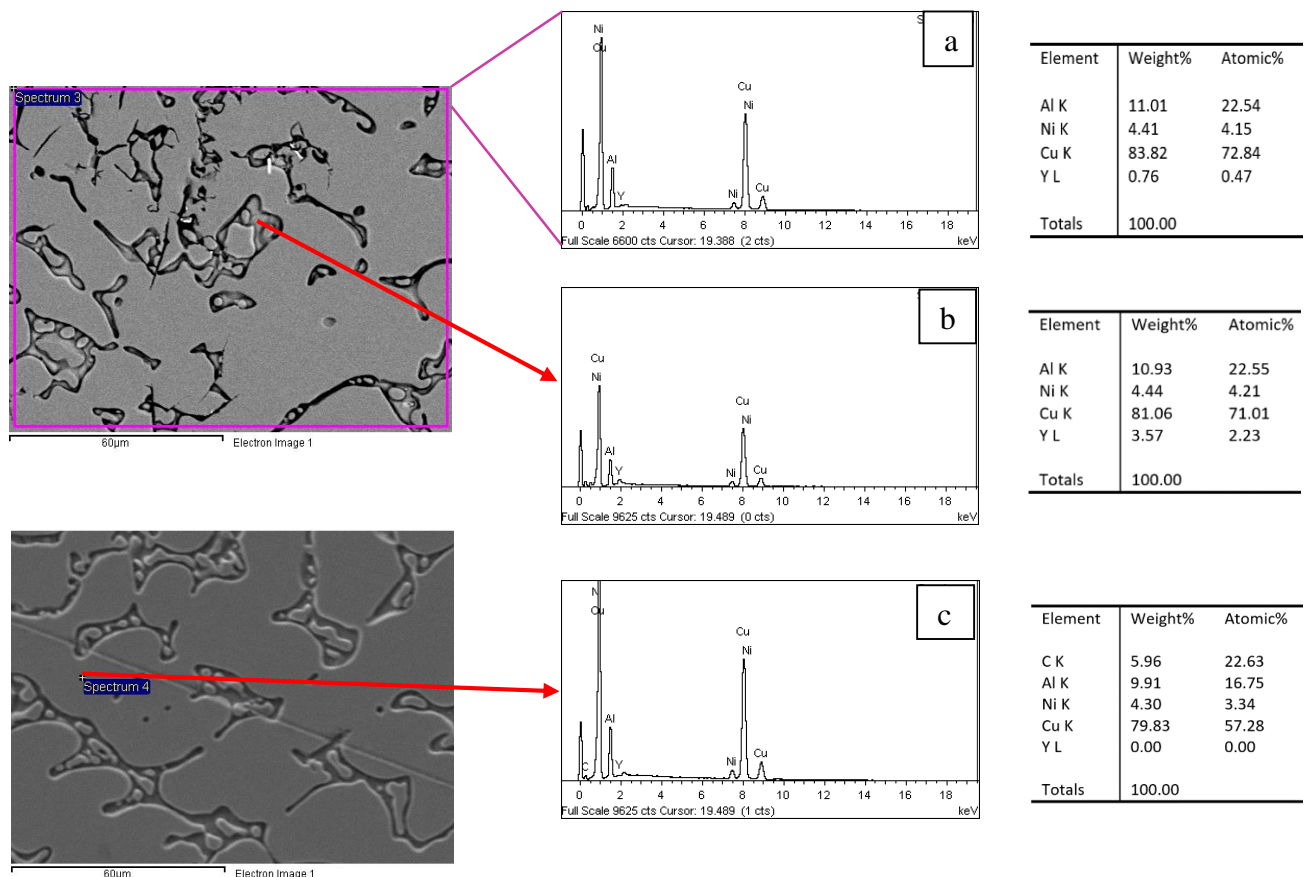 Spectrum 3
60µm Electron Image 1
a
Ni
Cu
Al
Y
Cu
Ni
Ni
Cu
0 2 4 6 8 10 12 14 16 18
Full Scale 6600 cts Cursor: 19.388 (2 cts) keV
Element Weight% Atomic%
Al K 11.01 22.54
Ni K 4.41 4.15
Cu K 83.82 72.84
Y L 0.76 0.47
Totals 100.00
b
Cu
Ni
Al
Y
Cu
Ni
Ni
Cu
0 2 4 6 8 10 12 14 16 18
Full Scale 9625 cts Cursor: 19.489 (0 cts) keV
Element Weight% Atomic%
Al K 10.93 22.55
Ni K 4.44 4.21
Cu K 81.06 71.01
Y L 3.57 2.23
Totals 100.00
Spectrum 4
60µm Electron Image 1
c
N
Cu
C
Al
Y
Cu
Ni
Ni
Cu
0 2 4 6 8 10 12 14 16 18
Full Scale 9625 cts Cursor: 19.489 (1 cts) keV
Element Weight% Atomic%
C K 5.96 22.63
Al K 9.91 16.75
Ni K 4.30 3.34
Cu K 79.83 57.28
Y L 0.00 0.00
Totals 100.00